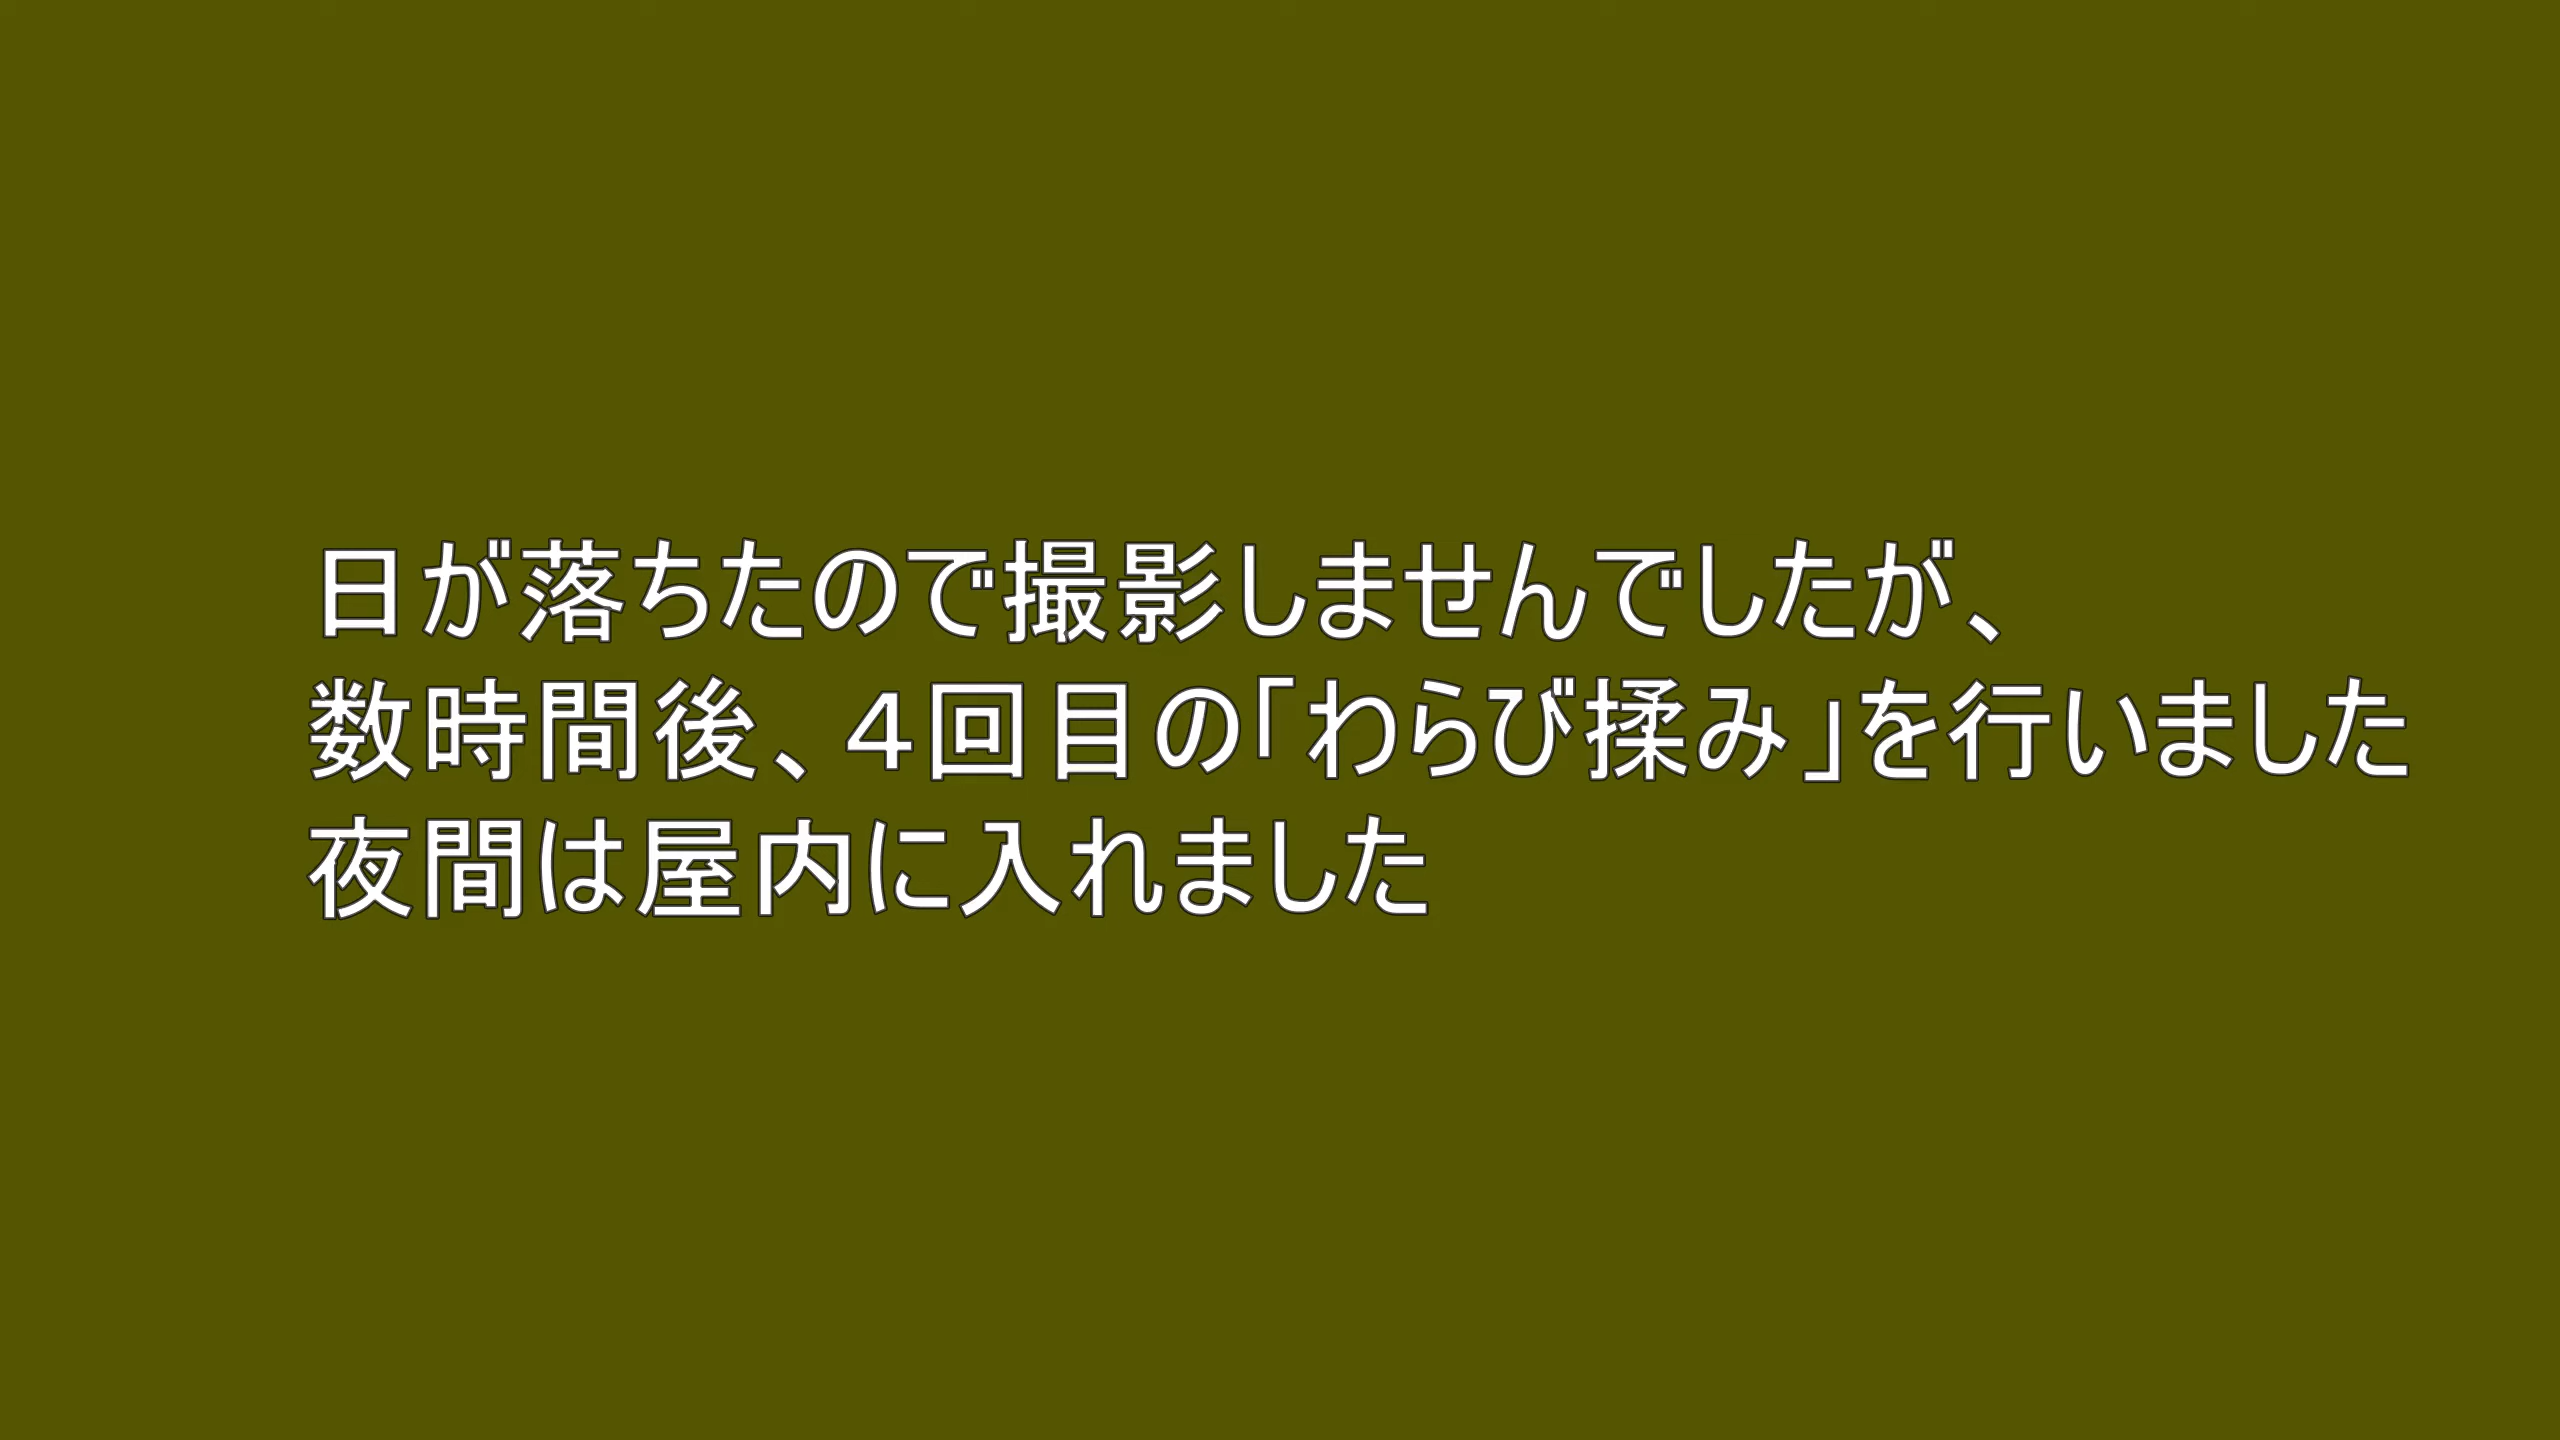 日が落ちたので撮影しませんでしたが、
数時間後、４回目の「わらび揉み」を行いました
夜間は屋内に入れました